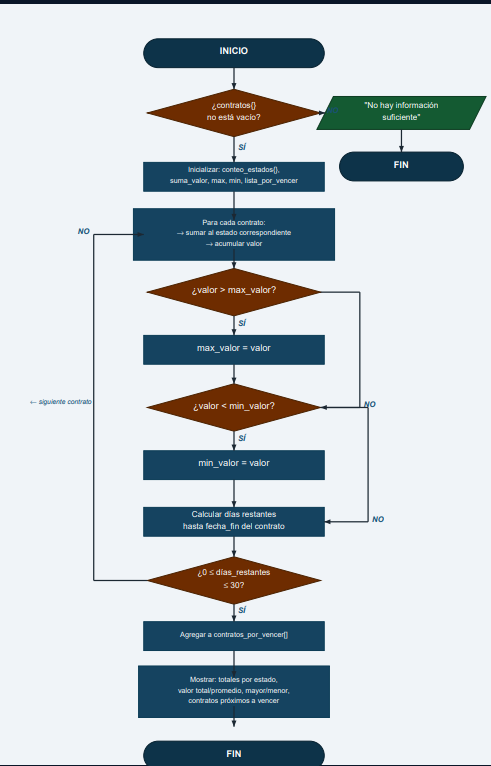 INICIO
¿contratos{}
no está vacío?
"No hay información
suficiente"
SÍ
FIN
Inicializar: conteo_estados{},
suma_valor, max, min, lista_por_vencer
Para cada contrato:
→ sumar al estado correspondiente
→ acumular valor
NO
¿valor > max_valor?
SÍ
max_valor = valor
¿valor < min_valor?
NO
← siguiente contrato
SÍ
min_valor = valor
Calcular días restantes
hasta fecha_fin del contrato
NO
¿0 ≤ días_restantes
≤ 30?
SÍ
Agregar a contratos_por_vencer[]
Mostrar: totales por estado,
valor total/promedio, mayor/menor,
contratos próximos a vencer
FIN